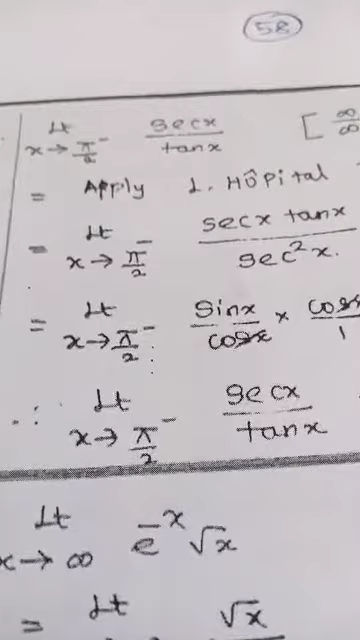 58
Lt x→π/2⁻ secx/tanx [∞/∞
= Apply L. Hôpital
= Lt x→π/2⁻ secx tanx/sec²x.
= Lt x→π/2⁻ sinx/cosx × cosx/1
∴ Lt x→π/2⁻ secx/tanx
Lt x→∞ e⁻ˣ √x
= Lt √x